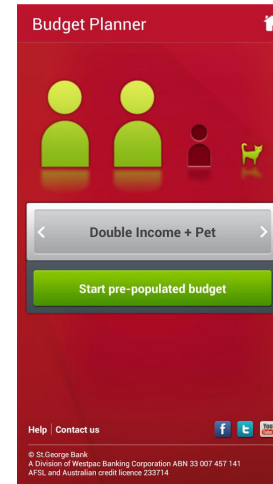 Budget Planner
Double Income + Pet
Start pre-populated budget
Help | Contact us
You
© St.George Bank
A Division of Westpac Banking Corporation ABN 33 007 457 141
AFSL and Australian credit licence 233714